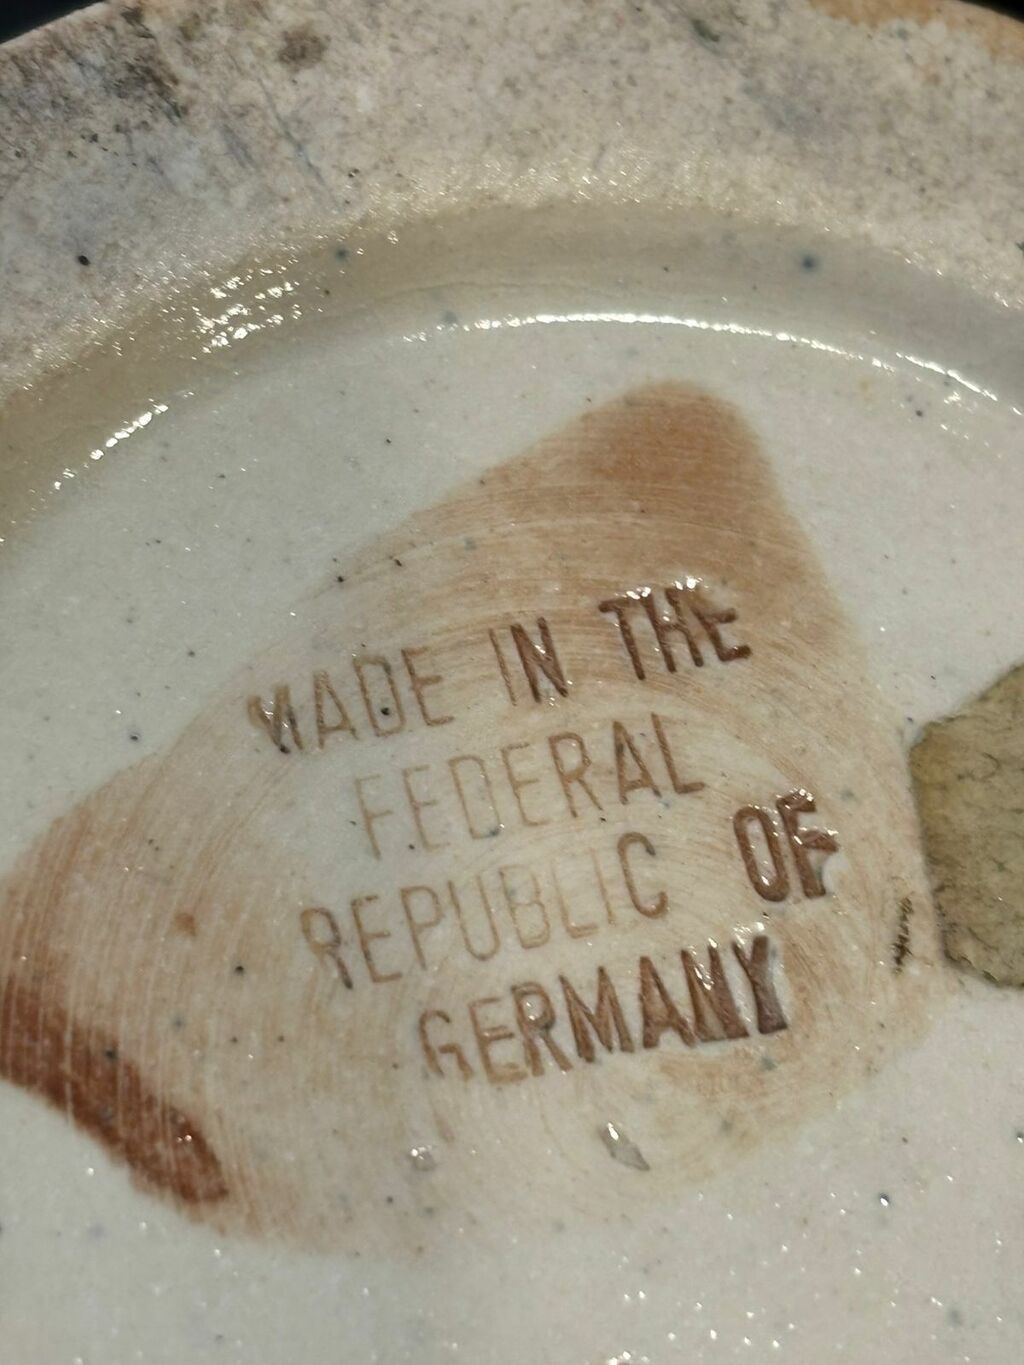 MADE IN THE
FEDERAL
REPUBLIC OF
GERMANY